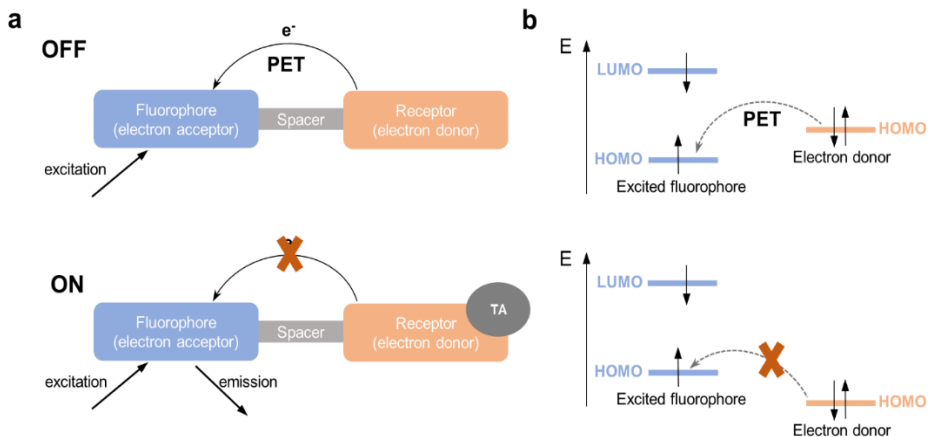 a
OFF
e-
PET
Fluorophore
(electron acceptor)
Spacer
Receptor
(electron donor)
excitation
ON
Fluorophore
(electron acceptor)
Spacer
Receptor
(electron donor)
TA
excitation
emission
b
E
LUMO
PET
HOMO
HOMO
Electron donor
Excited fluorophore
E
LUMO
HOMO
Excited fluorophore
HOMO
Electron donor